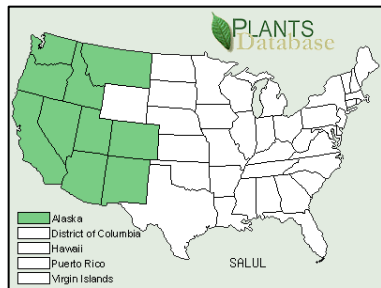 PLANTS
Database
Alaska
District of Columbia
Hawaii
Puerto Rico
Virgin Islands
SALUL